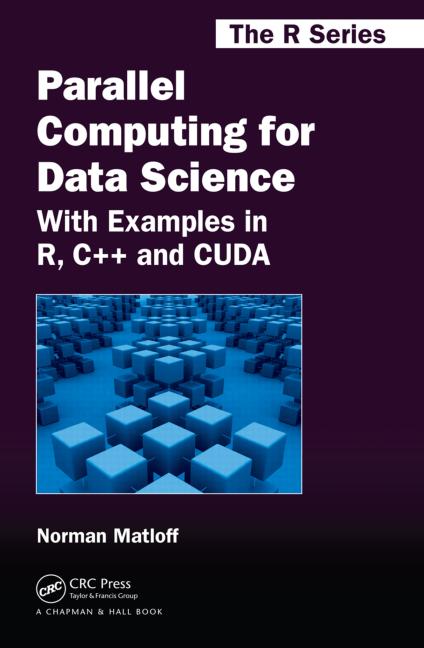 The R Series
Parallel
Computing for
Data Science
With Examples in
R, C++ and CUDA
Norman Matloff
CRC
CRC Press
Taylor & Francis Group
A CHAPMAN & HALL BOOK